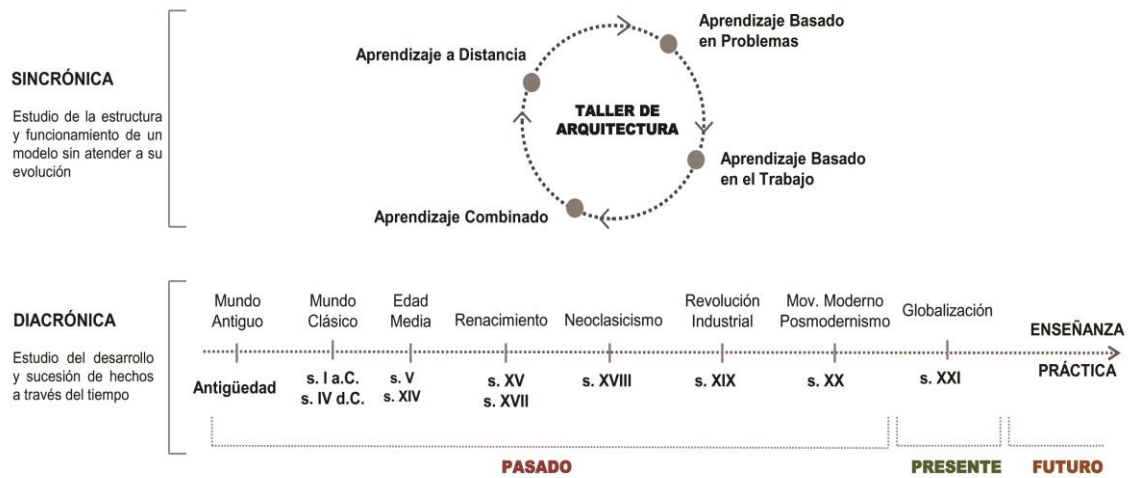 SINCRÓNICA
Estudio de la estructura
y funcionamiento de un
modelo sin atender a su
evolución
Aprendizaje a Distancia
Aprendizaje Basado
en Problemas
TALLER DE
ARQUITECTURA
Aprendizaje Basado
en el Trabajo
Aprendizaje Combinado
DIACRÓNICA
Estudio del desarrollo
y sucesión de hechos
a través del tiempo
Mundo
Antiguo
Mundo
Clásico
Edad
Media
Renacimiento
Neoclasicismo
Revolución
Industrial
Mov. Moderno
Posmodernismo
Globalización
ENSEÑANZA
PRÁCTICA
Antigüedad
s. I a.C.
s. IV d.C.
s. V
s. XIV
s. XV
s. XVII
s. XVIII
s. XIX
s. XX
s. XXI
PASADO
PRESENTE
FUTURO